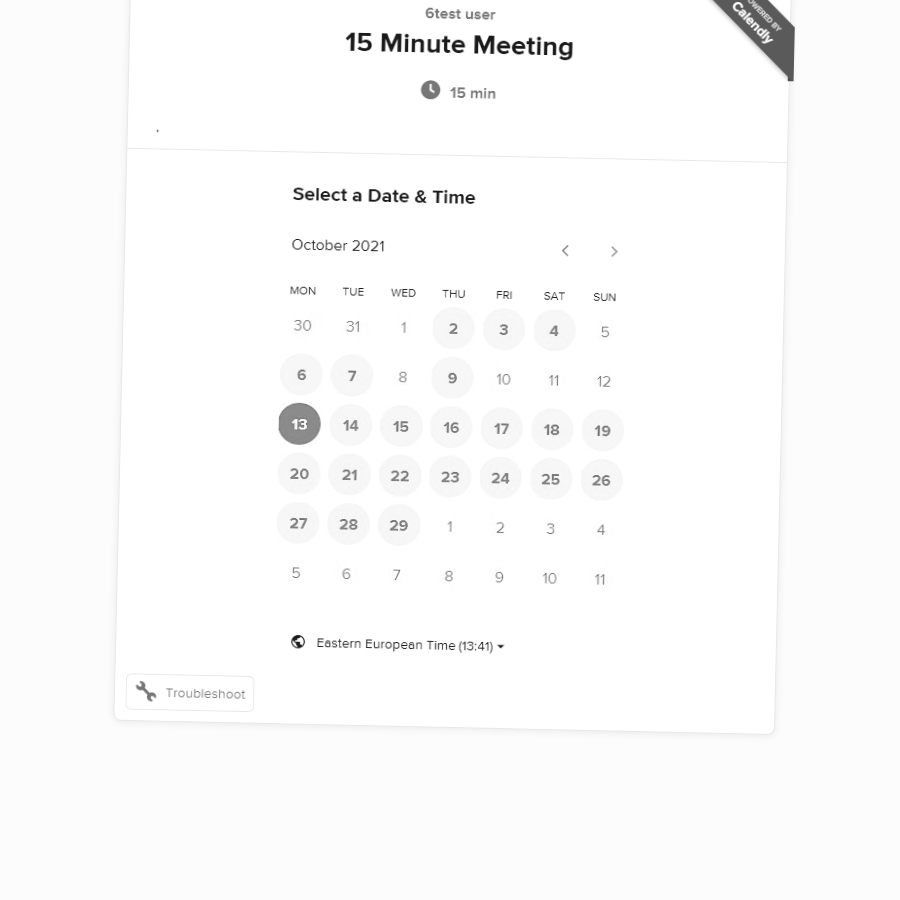 6test user
15 Minute Meeting
15 min
POWERED BY
Calendly
Select a Date & Time
October 2021
MON TUE WED THU FRI SAT SUN
30 31 1 2 3 4 5
6 7 8 9 10 11 12
13 14 15 16 17 18 19
20 21 22 23 24 25 26
27 28 29 1 2 3 4
5 6 7 8 9 10 11
Eastern European Time (13:41)
Troubleshoot